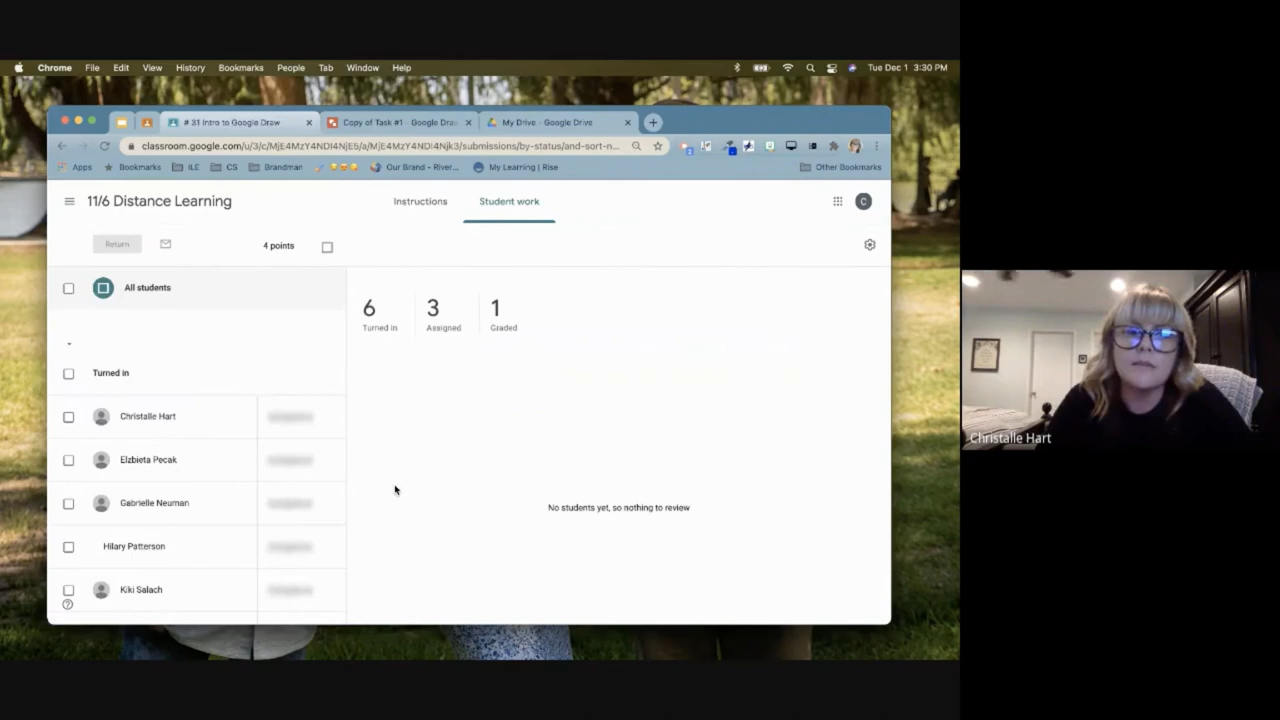 Chrome File Edit View History Bookmarks People Tab Window Help Tue Dec 1 3:30 PM
# 31 Intro to Google Draw Copy of Task #1 - Google Draw My Drive - Google Drive
classroom.google.com/u/3/c/MjE4MzY4NDI4NjE5/a/MjE4MzY4NDI4Njk3/submissions/by-status/and-sort-n...
Apps Bookmarks ILE CS Brandman Our Brand - River... My Learning | Rise Other Bookmarks
11/6 Distance Learning Instructions Student work C
Return 4 points
All students
6 3 1
Turned in Assigned Graded
Turned in
Christalle Hart
Elzbieta Pecak
Gabrielle Neuman
No students yet, so nothing to review
Hilary Patterson
Kiki Salach
Christalle Hart